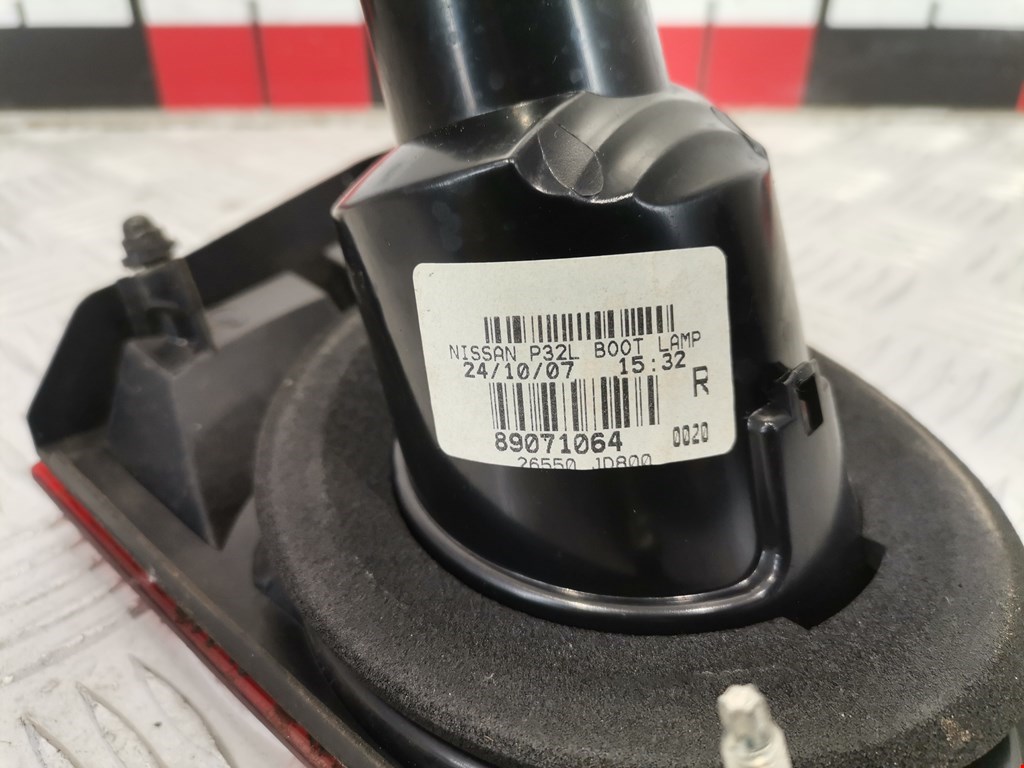 NISSAN P32L BOOT LAMP
24/10/07 15:32
R
89071064 0020
26550 JD800